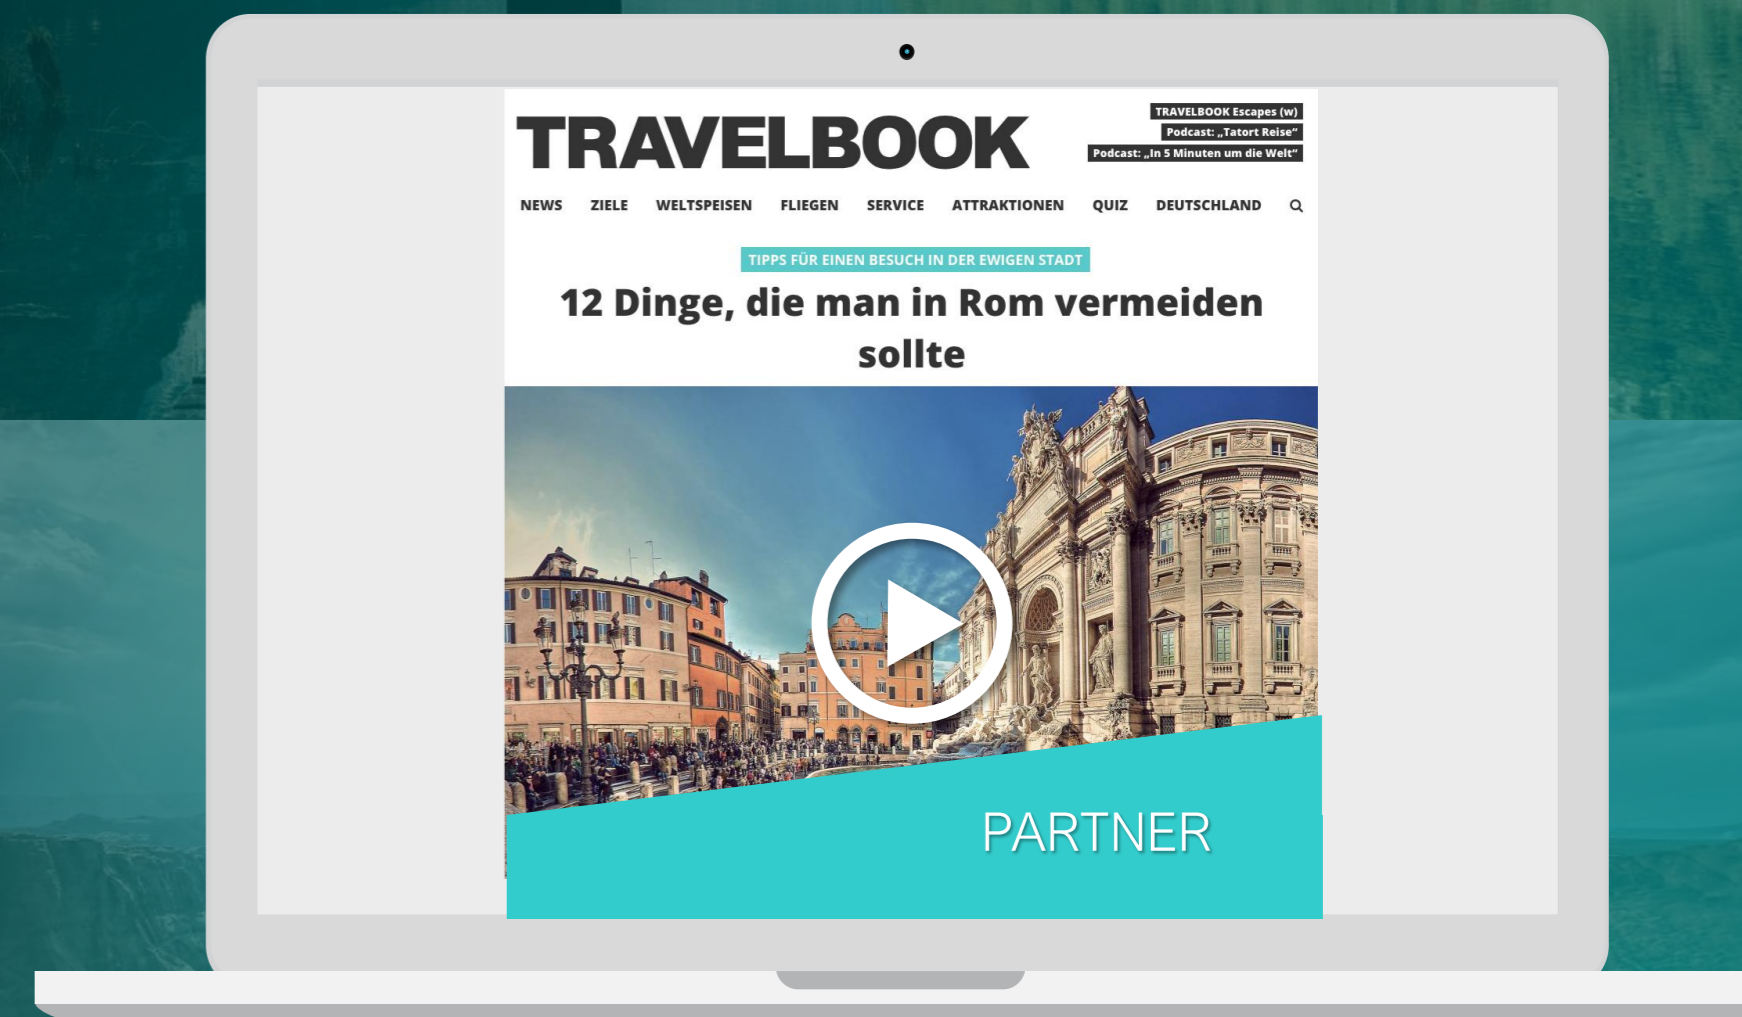 TRAVELBOOK
TRAVELBOOK Escapes (w)
Podcast: „Tatort Reise“
Podcast: „In 5 Minuten um die Welt“
NEWS ZIELE WELTSPEISEN FLIEGEN SERVICE ATTRAKTIONEN QUIZ DEUTSCHLAND
TIPPS FÜR EINEN BESUCH IN DER EWIGEN STADT
12 Dinge, die man in Rom vermeiden
sollte
PARTNER